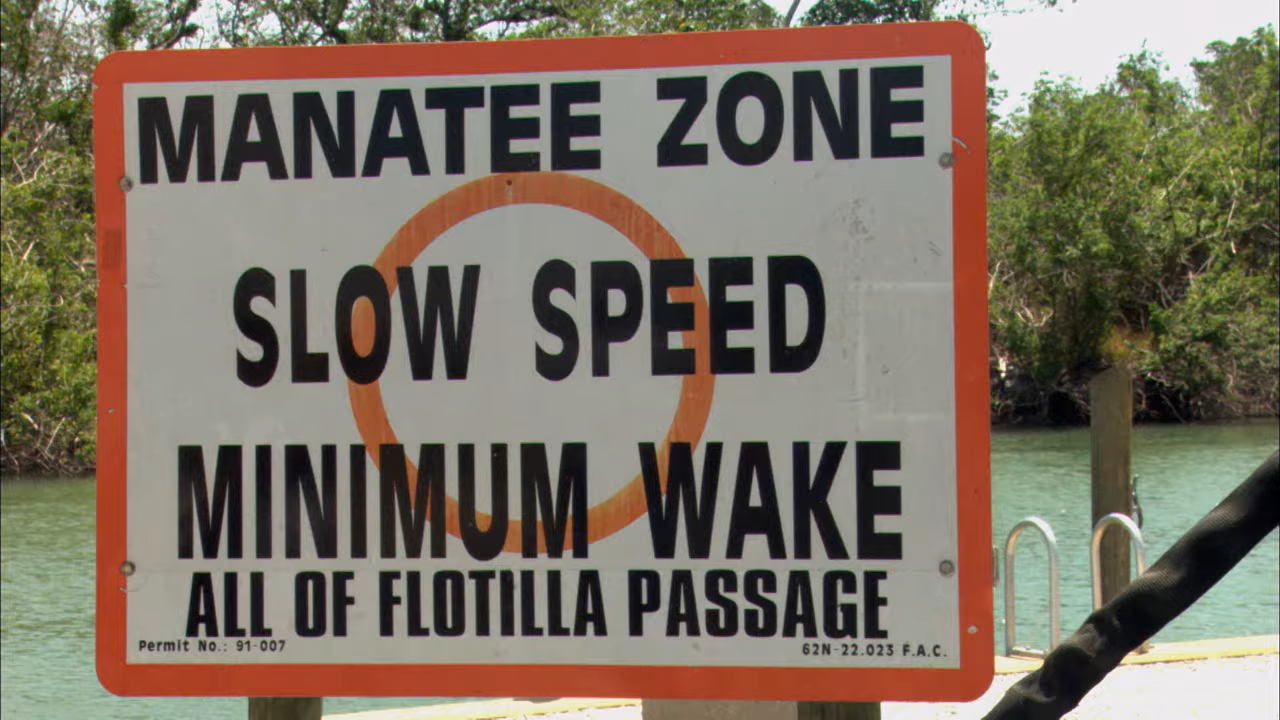 MANATEE ZONE
SLOW SPEED
MINIMUM WAKE
ALL OF FLOTILLA PASSAGE
Permit No.: 91-007 62N-22.023 F.A.C.